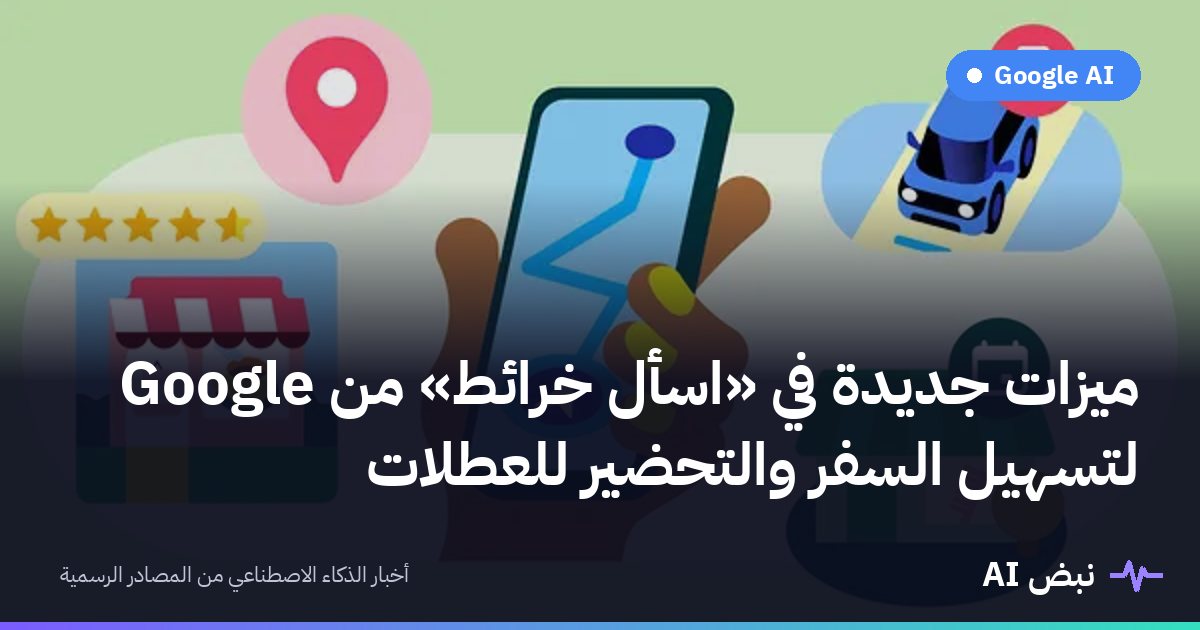 Google AI
ميزات جديدة في «اسأل خرائط» من Google
لتسهيل السفر والتحضير للعطلات
نبض AI
أخبار الذكاء الاصطناعي من المصادر الرسمية